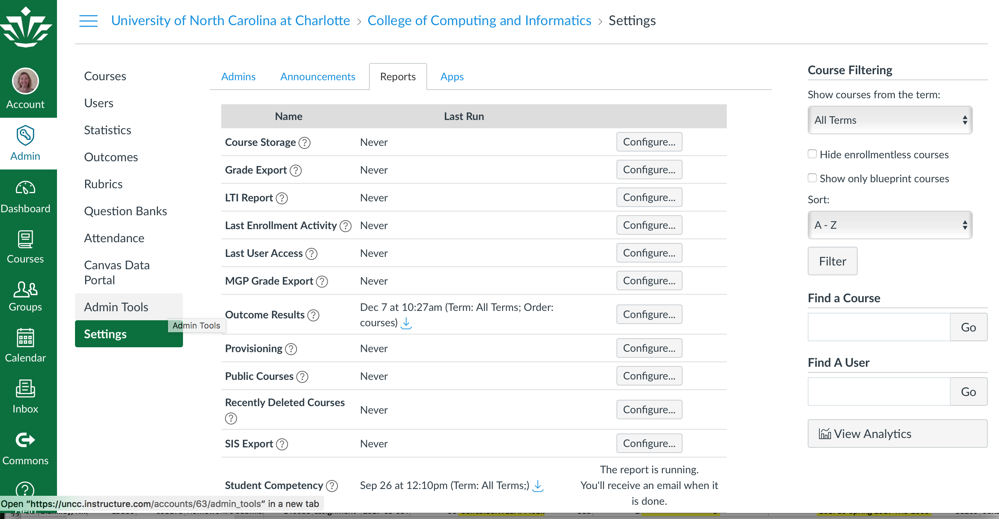 University of North Carolina at Charlotte > College of Computing and Informatics > Settings
Account
Admin
Dashboard
Courses
Groups
Calendar
Inbox
Commons
Help
Courses
Users
Statistics
Outcomes
Rubrics
Question Banks
Attendance
Canvas Data
Portal
Admin Tools
Settings
Admin Tools
Admins Announcements Reports Apps
Name Last Run
Course Storage ? Never Configure...
Grade Export ? Never Configure...
LTI Report ? Never Configure...
Last Enrollment Activity ? Never Configure...
Last User Access ? Never Configure...
MGP Grade Export ? Never Configure...
Outcome Results ? Dec 7 at 10:27am (Term: All Terms; Order:
courses) Configure...
Provisioning ? Never Configure...
Public Courses ? Never Configure...
Recently Deleted Courses
? Never Configure...
SIS Export ? Never Configure...
Student Competency ? Sep 26 at 12:10pm (Term: All Terms;)
The report is running.
You'll receive an email when it
is done.
Course Filtering
Show courses from the term:
All Terms
Hide enrollmentless courses
Show only blueprint courses
Sort:
A - Z
Filter
Find a Course
Go
Find A User
Go
View Analytics
Open “https://uncc.instructure.com/accounts/63/admin_tools” in a new tab